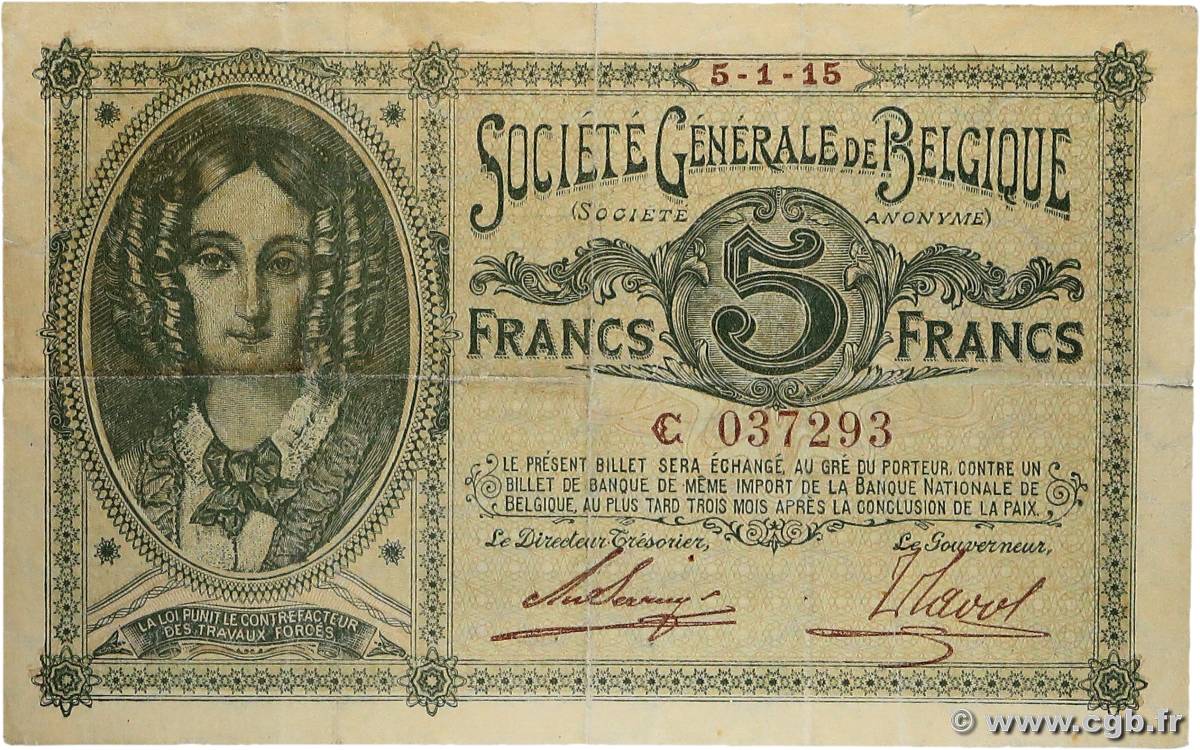 5-1-15
SOCIÉTÉ GÉNÉRALE DE BELGIQUE
(SOCIÉTÉ ANONYME)
5
FRANCS FRANCS
C 037293
LE PRÉSENT BILLET SERA ÉCHANGÉ, AU GRÉ DU PORTEUR, CONTRE UN
BILLET DE BANQUE DE MÊME IMPORT DE LA BANQUE NATIONALE DE
BELGIQUE, AU PLUS TARD TROIS MOIS APRÈS LA CONCLUSION DE LA PAIX.
Le Directeur Trésorier, Le Gouverneur,
LA LOI PUNIT LE CONTREFACTEUR
DES TRAVAUX FORCÉS
© www.cgb.fr